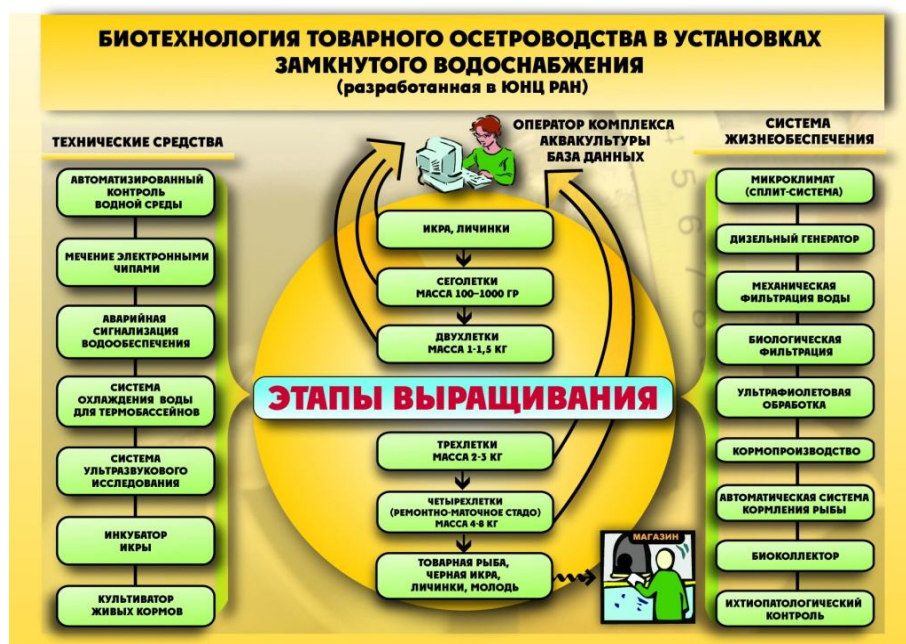 БИОТЕХНОЛОГИЯ ТОВАРНОГО ОСЕТРОВОДСТВА В УСТАНОВКАХ
ЗАМКНУТОГО ВОДОСНАБЖЕНИЯ
(разработанная в ЮНЦ РАН)
ТЕХНИЧЕСКИЕ СРЕДСТВА
АВТОМАТИЗИРОВАННЫЙ
КОНТРОЛЬ
ВОДНОЙ СРЕДЫ
МЕЧЕНИЕ ЭЛЕКТРОННЫМИ
ЧИПАМИ
АВАРИЙНАЯ
СИГНАЛИЗАЦИЯ
ВОДООБЕСПЕЧЕНИЯ
СИСТЕМА
ОХЛАЖДЕНИЯ ВОДЫ
ДЛЯ ТЕРМОБАССЕЙНОВ
СИСТЕМА
УЛЬТРАЗВУКОВОГО
ИССЛЕДОВАНИЯ
ИНКУБАТОР
ИКРЫ
КУЛЬТИВАТОР
ЖИВЫХ КОРМОВ
ОПЕРАТОР КОМПЛЕКСА
АКВАКУЛЬТУРЫ
БАЗА ДАННЫХ
ИКРА, ЛИЧИНКИ
СЕГОЛЕТКИ
МАССА 100–1000 ГР
ДВУХЛЕТКИ
МАССА 1-1,5 КГ
ЭТАПЫ ВЫРАЩИВАНИЯ
ТРЕХЛЕТКИ
МАССА 2-3 КГ
ЧЕТЫРЕХЛЕТКИ
(РЕМОНТНО-МАТОЧНОЕ СТАДО)
МАССА 4-8 КГ
ТОВАРНАЯ РЫБА,
ЧЕРНАЯ ИКРА,
ЛИЧИНКИ, МОЛОДЬ
МАГАЗИН
СИСТЕМА
ЖИЗНЕОБЕСПЕЧЕНИЯ
МИКРОКЛИМАТ
(СПЛИТ-СИСТЕМА)
ДИЗЕЛЬНЫЙ ГЕНЕРАТОР
МЕХАНИЧЕСКАЯ
ФИЛЬТРАЦИЯ ВОДЫ
БИОЛОГИЧЕСКАЯ
ФИЛЬТРАЦИЯ
УЛЬТРАФИОЛЕТОВАЯ
ОБРАБОТКА
КОРМОПРОИЗВОДСТВО
АВТОМАТИЧЕСКАЯ СИСТЕМА
КОРМЛЕНИЯ РЫБЫ
БИОКОЛЛЕКТОР
ИХТИОПАТОЛОГИЧЕСКИЙ
КОНТРОЛЬ